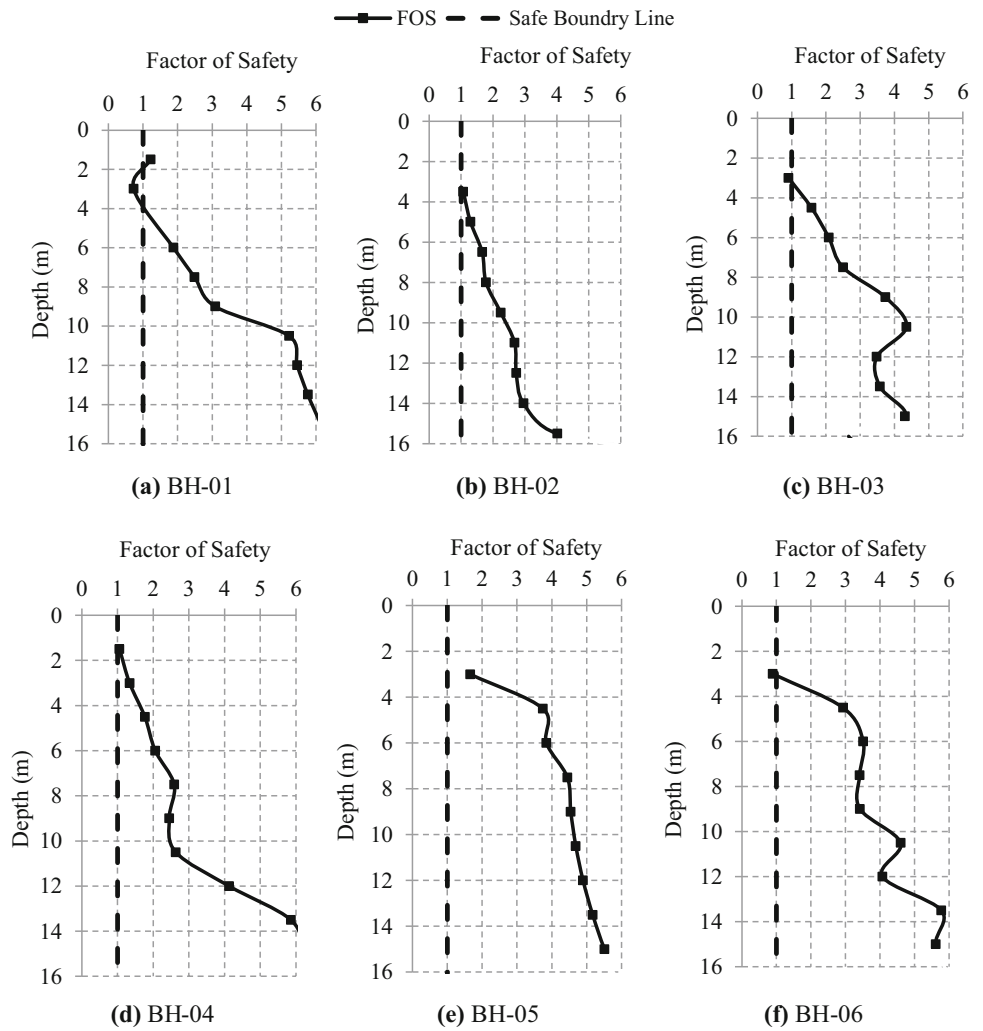 FOS Safe Boundry Line
Factor of Safety
0 1 2 3 4 5 6
0
2
4
6
8
10
12
14
16
Depth (m)
(a) BH-01
Factor of Safety
0 1 2 3 4 5 6
0
2
4
6
8
10
12
14
16
Depth (m)
(b) BH-02
Factor of Safety
0 1 2 3 4 5 6
0
2
4
6
8
10
12
14
16
Depth (m)
(c) BH-03
Factor of Safety
0 1 2 3 4 5 6
0
2
4
6
8
10
12
14
16
Depth (m)
(d) BH-04
Factor of Safety
0 1 2 3 4 5 6
0
2
4
6
8
10
12
14
16
Depth (m)
(e) BH-05
Factor of Safety
0 1 2 3 4 5 6
0
2
4
6
8
10
12
14
16
Depth (m)
(f) BH-06